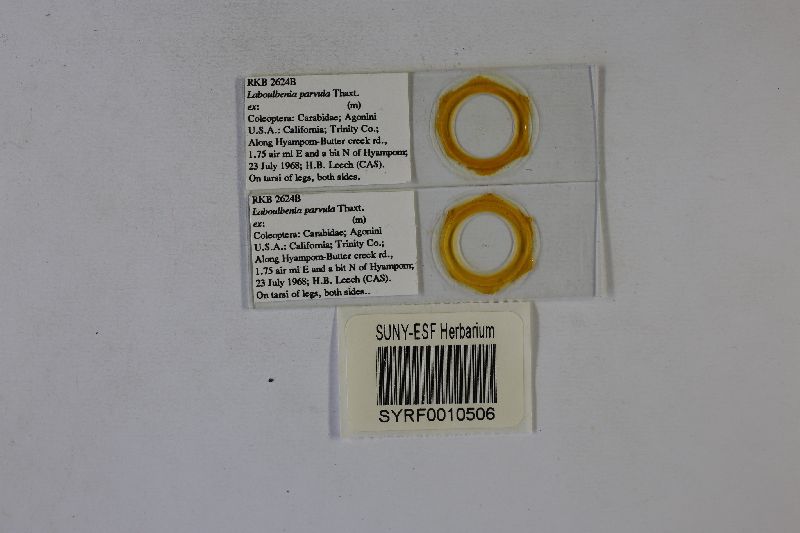 RKB 2624B
Laboulbenia parvula Thaxt.
ex: (m)
Coleoptera: Carabidae; Agonini
U.S.A.: California; Trinity Co.;
Along Hyampom-Butter creek rd.,
1.75 air mi E and a bit N of Hyampom;
23 July 1968; H.B. Leech (CAS).
On tarsi of legs, both sides.
RKB 2624B
Laboulbenia parvula Thaxt.
ex: (m)
Coleoptera: Carabidae; Agonini
U.S.A.: California; Trinity Co.;
Along Hyampom-Butter creek rd.,
1.75 air mi E and a bit N of Hyampom;
23 July 1968; H.B. Leech (CAS).
On tarsi of legs, both sides..
SUNY-ESF Herbarium
SYRF0010506